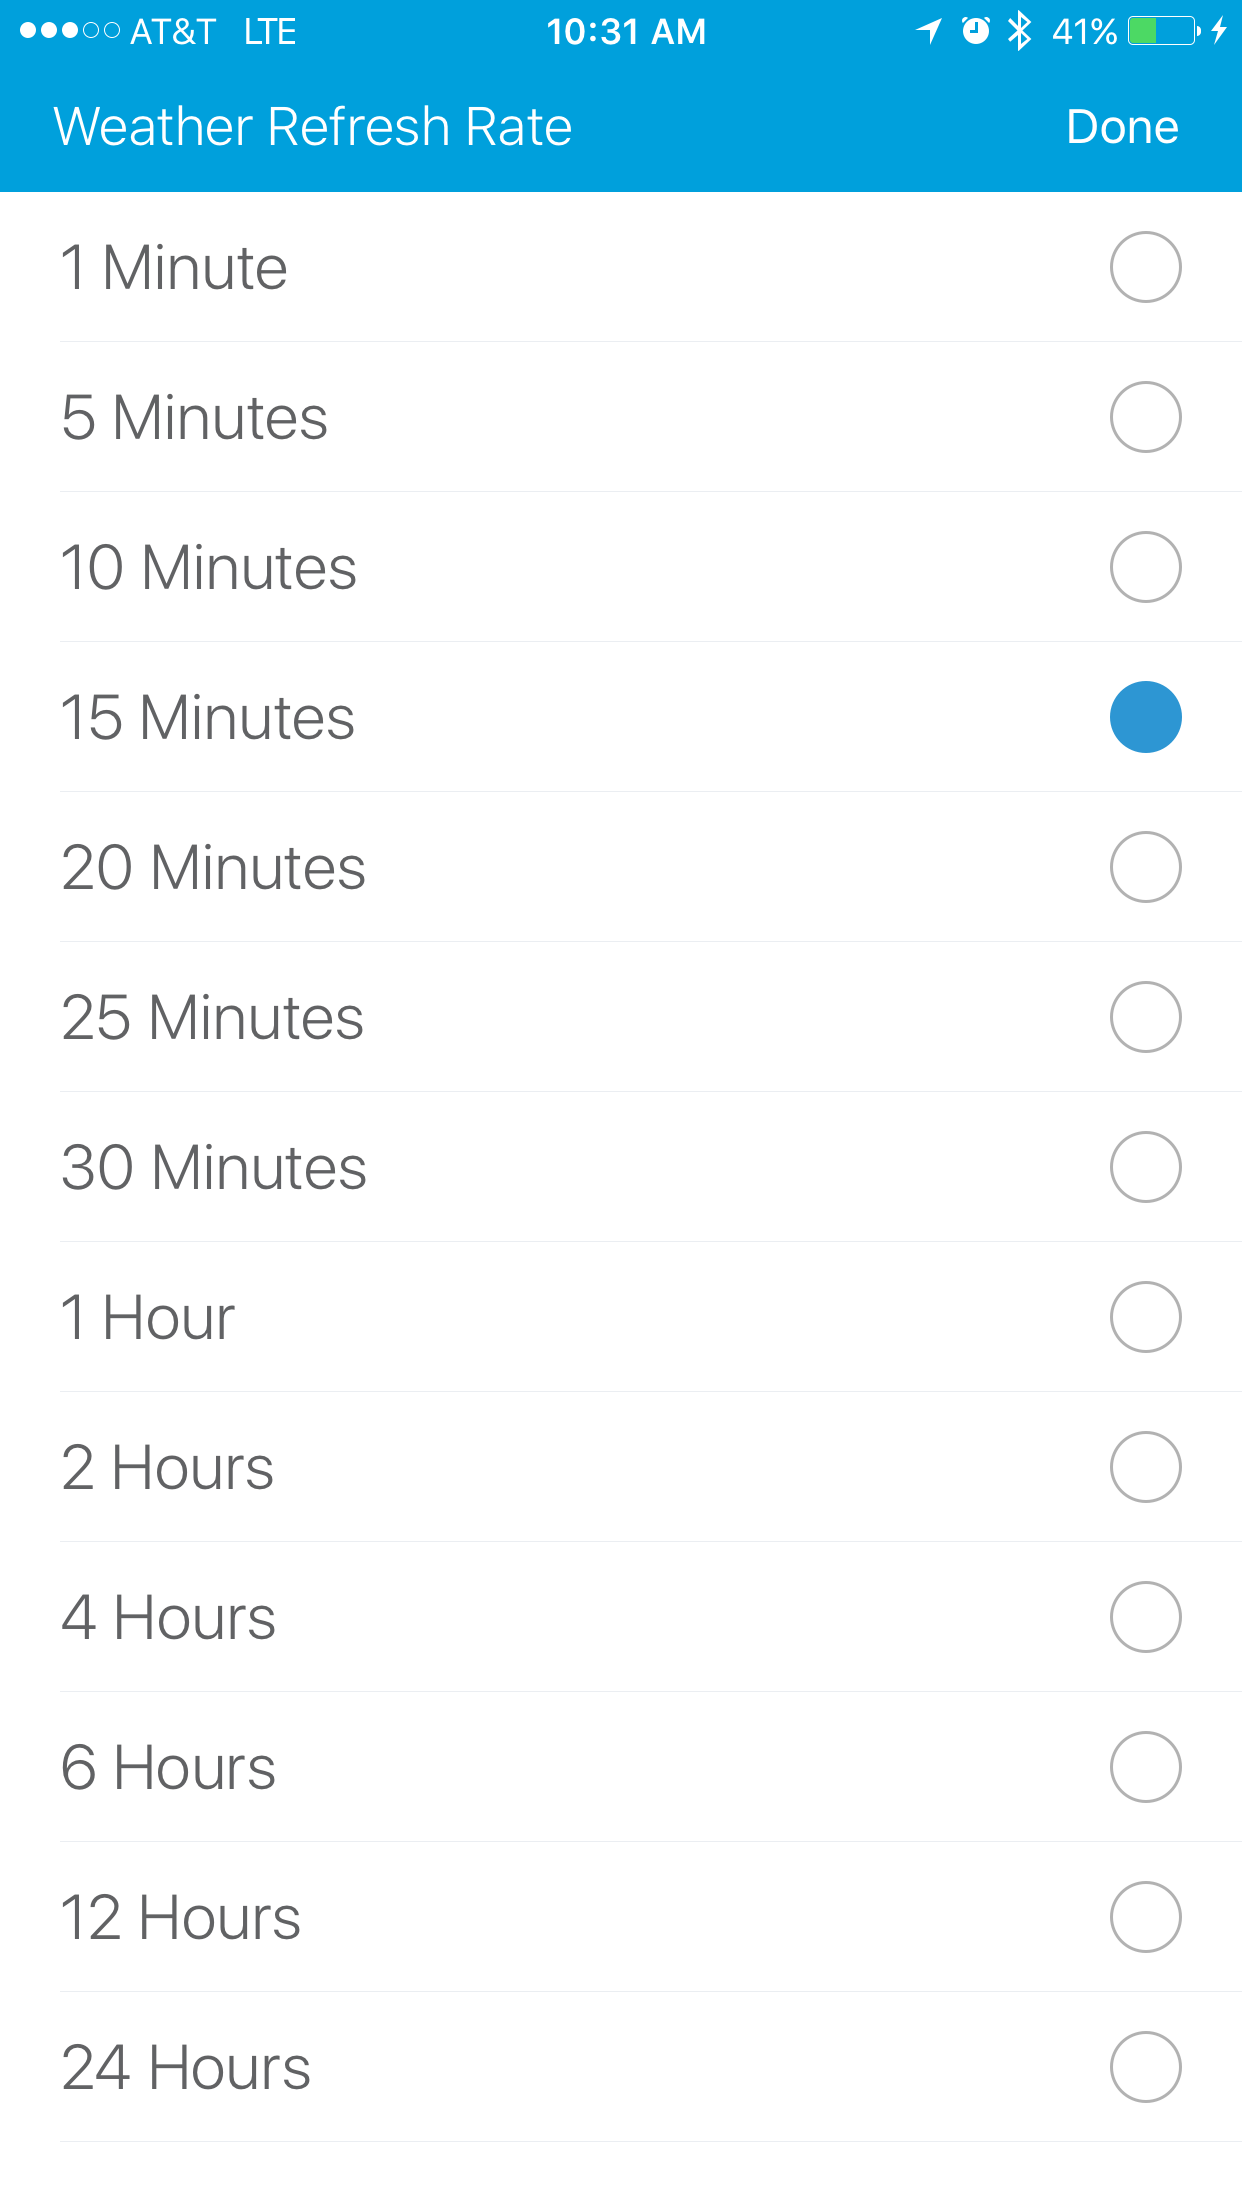 AT&T LTE 10:31 AM 41%
Weather Refresh Rate Done
1 Minute
5 Minutes
10 Minutes
15 Minutes
20 Minutes
25 Minutes
30 Minutes
1 Hour
2 Hours
4 Hours
6 Hours
12 Hours
24 Hours